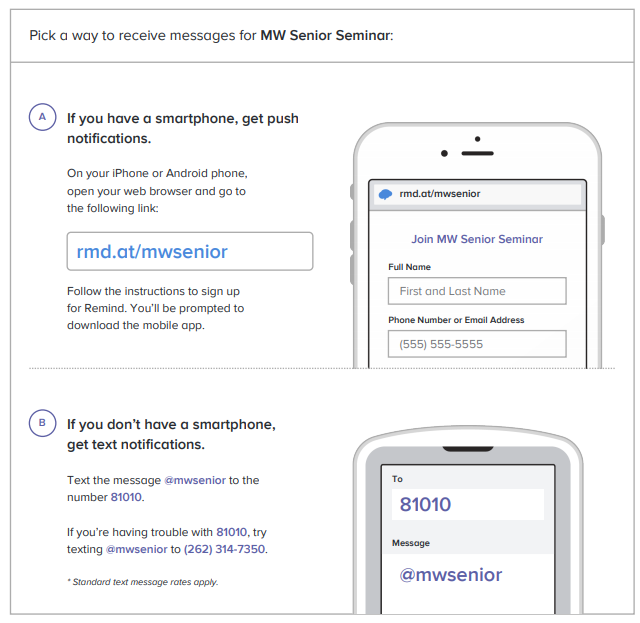 Pick a way to receive messages for MW Senior Seminar:
A
If you have a smartphone, get push
notifications.
On your iPhone or Android phone,
open your web browser and go to
the following link:
rmd.at/mwsenior
Follow the instructions to sign up
for Remind. You’ll be prompted to
download the mobile app.
rmd.at/mwsenior
Join MW Senior Seminar
Full Name
First and Last Name
Phone Number or Email Address
(555) 555-5555
B
If you don’t have a smartphone,
get text notifications.
Text the message @mwsenior to the
number 81010.
If you’re having trouble with 81010, try
texting @mwsenior to (262) 314-7350.
* Standard text message rates apply.
To
81010
Message
@mwsenior